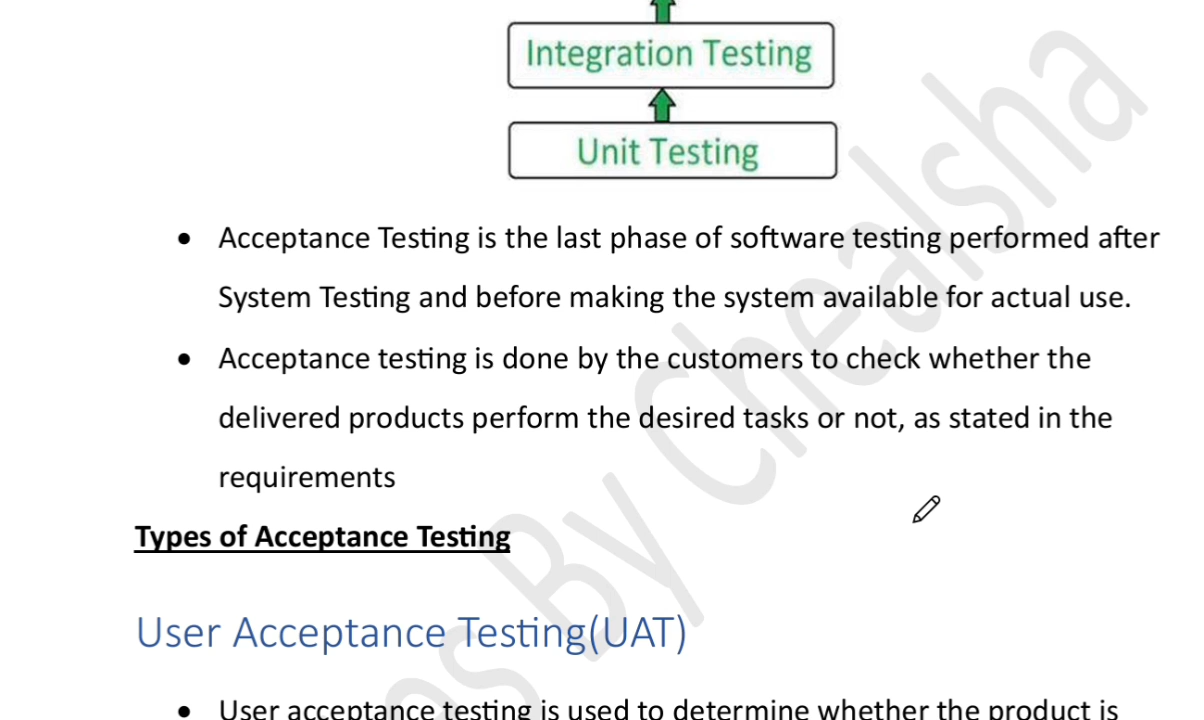 Integration Testing
Unit Testing
• Acceptance Testing is the last phase of software testing performed after
System Testing and before making the system available for actual use.
• Acceptance testing is done by the customers to check whether the
delivered products perform the desired tasks or not, as stated in the
requirements
Types of Acceptance Testing
User Acceptance Testing(UAT)
• User acceptance testing is used to determine whether the product is
By Chealsha